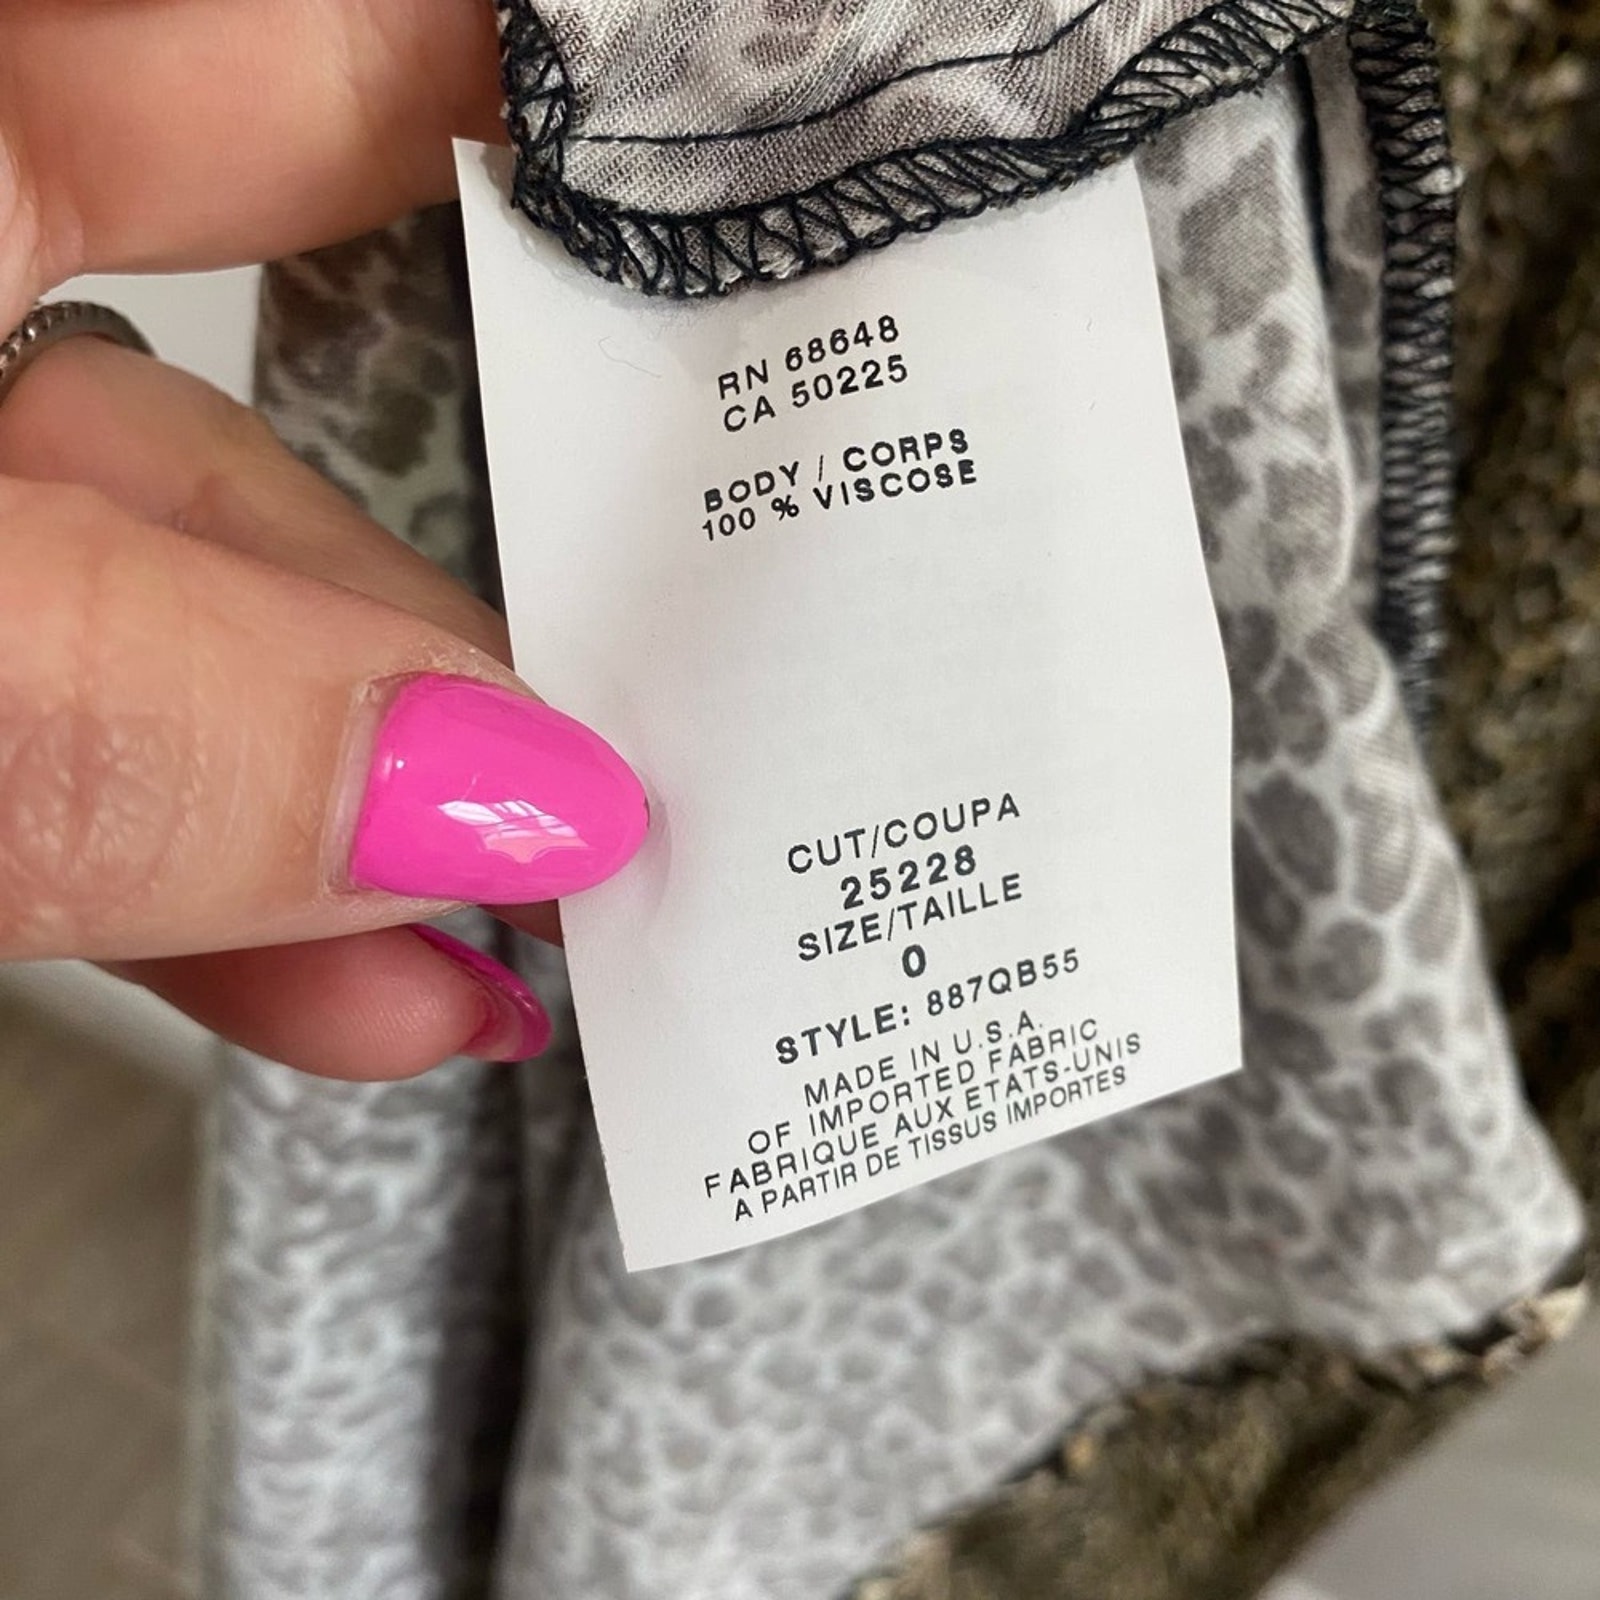 RN 68648
CA 50225
BODY / CORPS
100 % VISCOSE
CUT/COUPA
25228
SIZE/TAILLE
0
STYLE: 887QB55
MADE IN U.S.A.
OF IMPORTED FABRIC
FABRIQUE AUX ETATS-UNIS
A PARTIR DE TISSUS IMPORTES